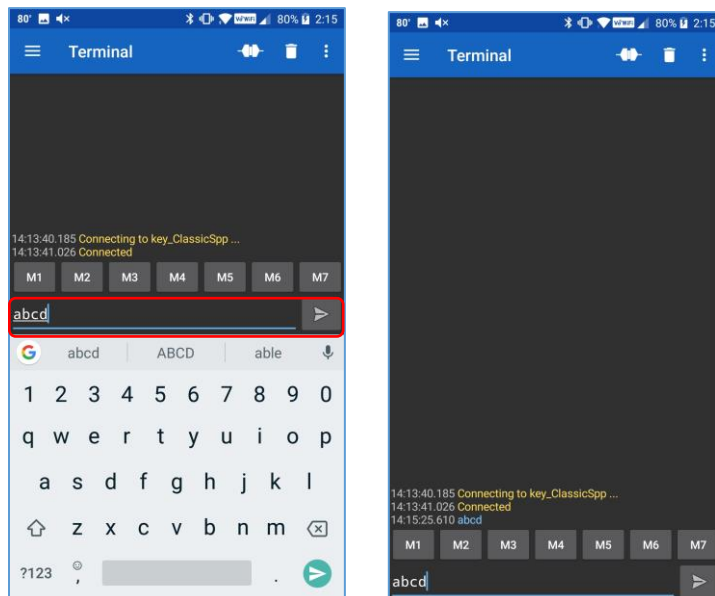 80° 80% 2:15
Terminal
14:13:40.185 Connecting to key_ClassicSpp ...
14:13:41.026 Connected
M1 M2 M3 M4 M5 M6 M7
abcd
G abcd ABCD able
1 2 3 4 5 6 7 8 9 0
q w e r t y u i o p
a s d f g h j k l
z x c v b n m
?123 , .
80° 80% 2:15
Terminal
14:13:40.185 Connecting to key_ClassicSpp ...
14:13:41.026 Connected
14:15:25.610 abcd
M1 M2 M3 M4 M5 M6 M7
abcd